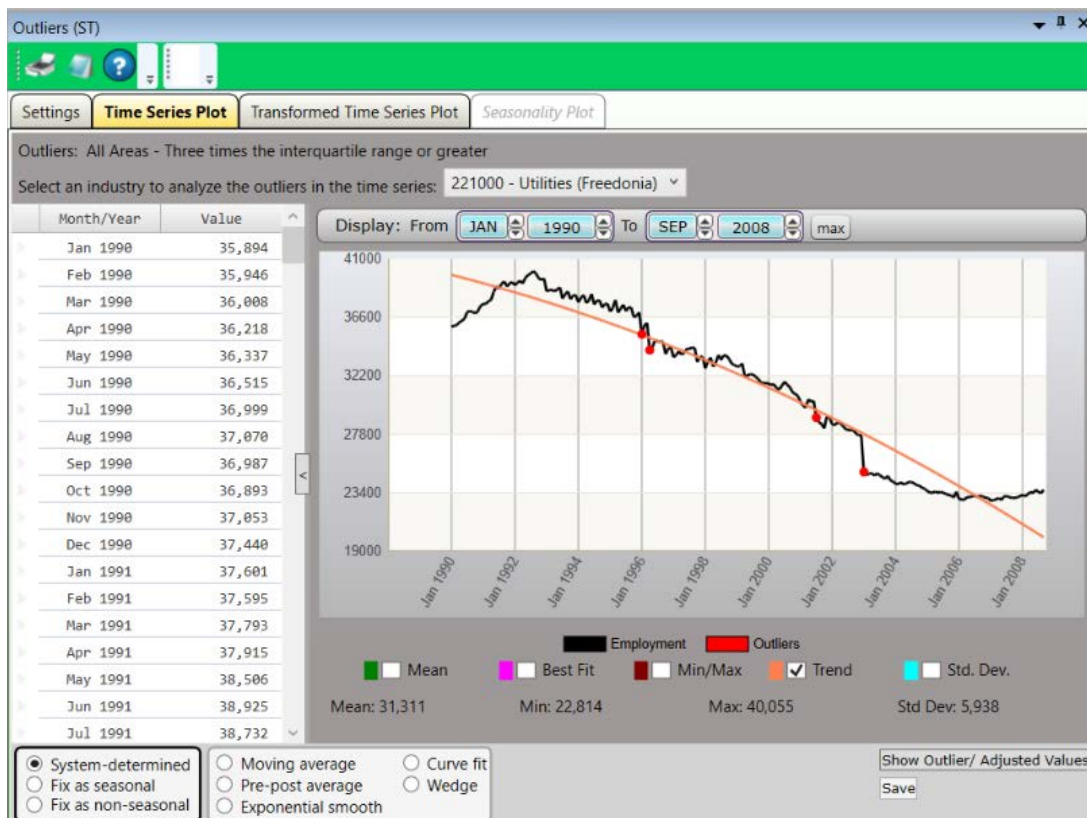 Outliers (ST)
?
Settings Time Series Plot Transformed Time Series Plot Seasonality Plot
Outliers: All Areas - Three times the interquartile range or greater
Select an industry to analyze the outliers in the time series: 221000 - Utilities (Freedonia)
Month/Year Value
Jan 1990 35,894
Feb 1990 35,946
Mar 1990 36,008
Apr 1990 36,218
May 1990 36,337
Jun 1990 36,515
Jul 1990 36,999
Aug 1990 37,070
Sep 1990 36,987
Oct 1990 36,893
Nov 1990 37,053
Dec 1990 37,440
Jan 1991 37,601
Feb 1991 37,595
Mar 1991 37,793
Apr 1991 37,915
May 1991 38,506
Jun 1991 38,925
Jul 1991 38,732
<
Display: From JAN 1990 To SEP 2008 max
41000
36600
32200
27800
23400
19000
Jan 1990 Jan 1992 Jan 1994 Jan 1996 Jan 1998 Jan 2000 Jan 2002 Jan 2004 Jan 2006 Jan 2008
Employment Outliers
Mean Best Fit Min/Max Trend Std. Dev.
Mean: 31,311 Min: 22,814 Max: 40,055 Std Dev: 5,938
System-determined
Fix as seasonal
Fix as non-seasonal
Moving average Curve fit
Pre-post average Wedge
Exponential smooth
Show Outlier/ Adjusted Values
Save